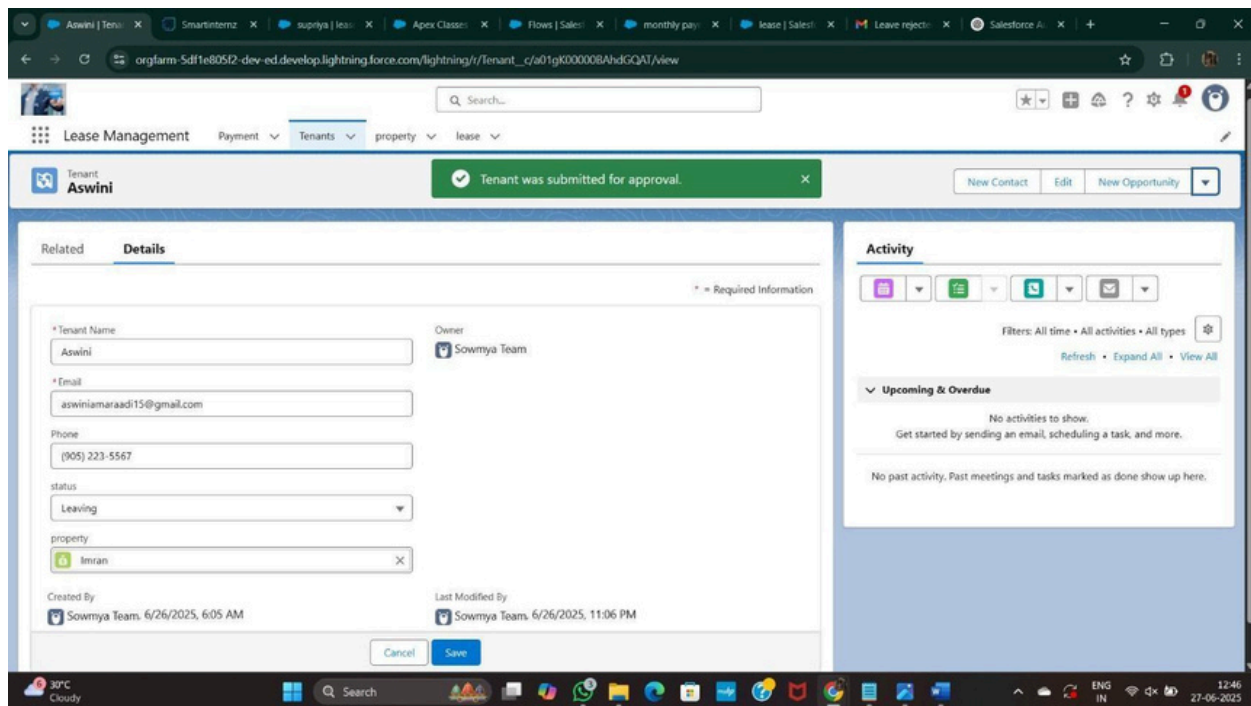 Aswini | Tena
Smartinternz
supriya | leas
Apex Classes
Flows | Sales
monthly pay
lease | Salesf
Leave rejecte
Salesforce A
orgfarm-5df1e805f2-dev-ed.develop.lightning.force.com/lightning/r/Tenant__c/a01gK00000BAhdGQAT/view
Search...
Lease Management Payment Tenants property lease
Tenant
Aswini
Tenant was submitted for approval.
New Contact Edit New Opportunity
Related Details
* = Required Information
*Tenant Name
Aswini
Owner
Sowmya Team
*Email
aswiniamaraadi15@gmail.com
Phone
(905) 223-5567
status
Leaving
property
Imran
Created By
Sowmya Team, 6/26/2025, 6:05 AM
Last Modified By
Sowmya Team, 6/26/2025, 11:06 PM
Cancel Save
Activity
Filters: All time • All activities • All types
Refresh • Expand All • View All
Upcoming & Overdue
No activities to show.
Get started by sending an email, scheduling a task, and more.
No past activity. Past meetings and tasks marked as done show up here.
30°C
Cloudy
Search
ENG
IN
12:46
27-06-2025